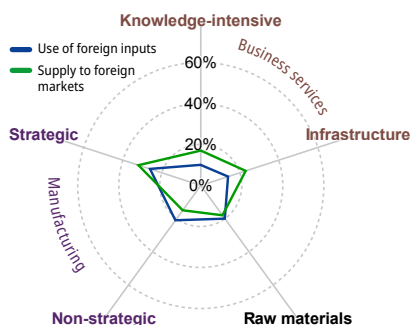 Knowledge-intensive
Use of foreign inputs
Supply to foreign
markets
Business services
60%
40%
20%
0%
Strategic
Infrastructure
Manufacturing
Non-strategic
Raw materials